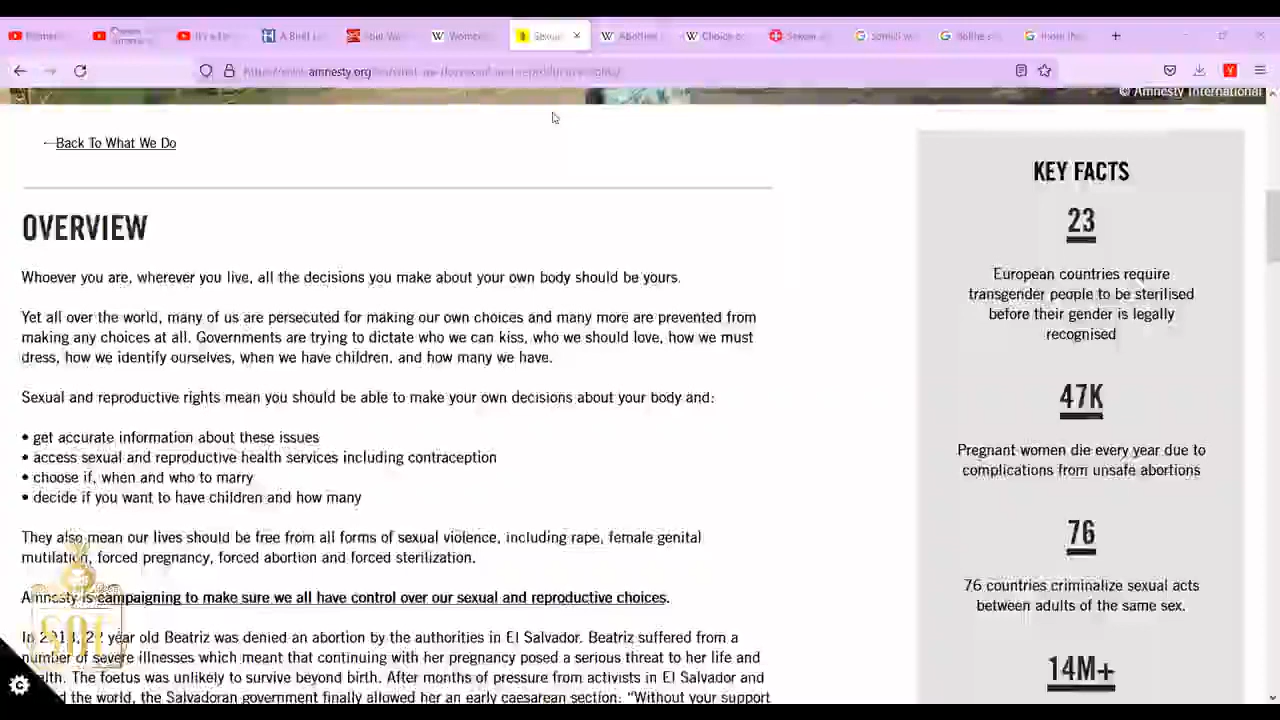 Women
Abortion
Choice o
amnesty.org
© Amnesty International
←Back To What We Do
OVERVIEW
Whoever you are, wherever you live, all the decisions you make about your own body should be yours.
Yet all over the world, many of us are persecuted for making our own choices and many more are prevented from
making any choices at all. Governments are trying to dictate who we can kiss, who we should love, how we must
dress, how we identify ourselves, when we have children, and how many we have.
Sexual and reproductive rights mean you should be able to make your own decisions about your body and:
• get accurate information about these issues
• access sexual and reproductive health services including contraception
• choose if, when and who to marry
• decide if you want to have children and how many
They also mean our lives should be free from all forms of sexual violence, including rape, female genital
mutilation, forced pregnancy, forced abortion and forced sterilization.
Amnesty is campaigning to make sure we all have control over our sexual and reproductive choices.
In year old Beatriz was denied an abortion by the authorities in El Salvador. Beatriz suffered from a
number of severe illnesses which meant that continuing with her pregnancy posed a serious threat to her life and
The foetus was unlikely to survive beyond birth. After months of pressure from activists in El Salvador and
the world, the Salvadoran government finally allowed her an early caesarean section: "Without your support
SOF
KEY FACTS
23
European countries require
transgender people to be sterilised
before their gender is legally
recognised
47K
Pregnant women die every year due to
complications from unsafe abortions
76
76 countries criminalize sexual acts
between adults of the same sex.
14M+